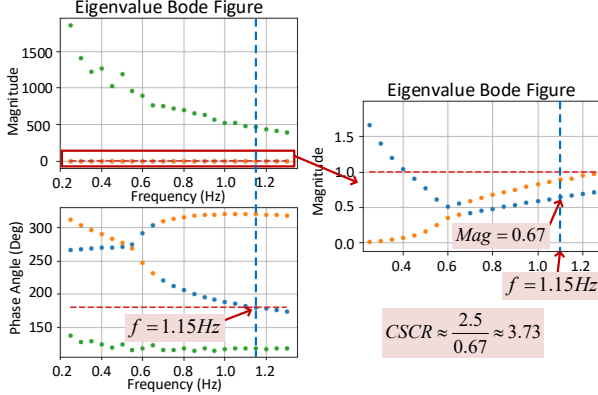 Eigenvalue Bode Figure
Magnitude
1500
1000
500
0
0.2 0.4 0.6 0.8 1.0 1.2
Frequency (Hz)
Phase Angle (Deg)
300
250
200
150
f = 1.15Hz
0.2 0.4 0.6 0.8 1.0 1.2
Frequency (Hz)
Eigenvalue Bode Figure
Magnitude
1.5
1.0
0.5
0.0
Mag = 0.67
0.4 0.6 0.8 1.0 1.2
f = 1.15Hz
CSCR ≈ 2.5/0.67 ≈ 3.73